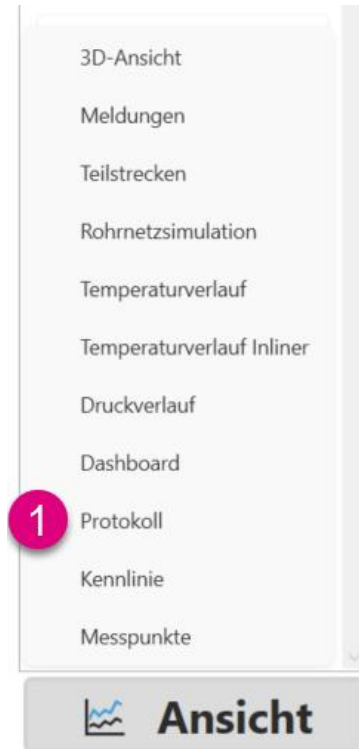 3D-Ansicht
Meldungen
Teilstrecken
Rohrnetzsimulation
Temperaturverlauf
Temperaturverlauf Inliner
Druckverlauf
Dashboard
1 Protokoll
Kennlinie
Messpunkte
Ansicht